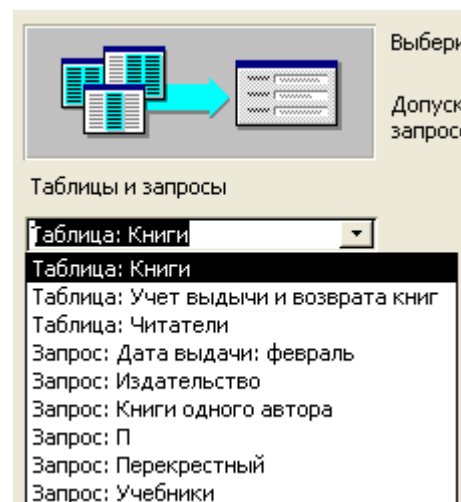 Выбери
Допуск
запросо
Таблицы и запросы
Таблица: Книги
Таблица: Книги
Таблица: Учет выдычи и возврата книг
Таблица: Читатели
Запрос: Дата выдачи: февраль
Запрос: Издательство
Запрос: Книги одного автора
Запрос: П
Запрос: Перекрестный
Запрос: Учебники